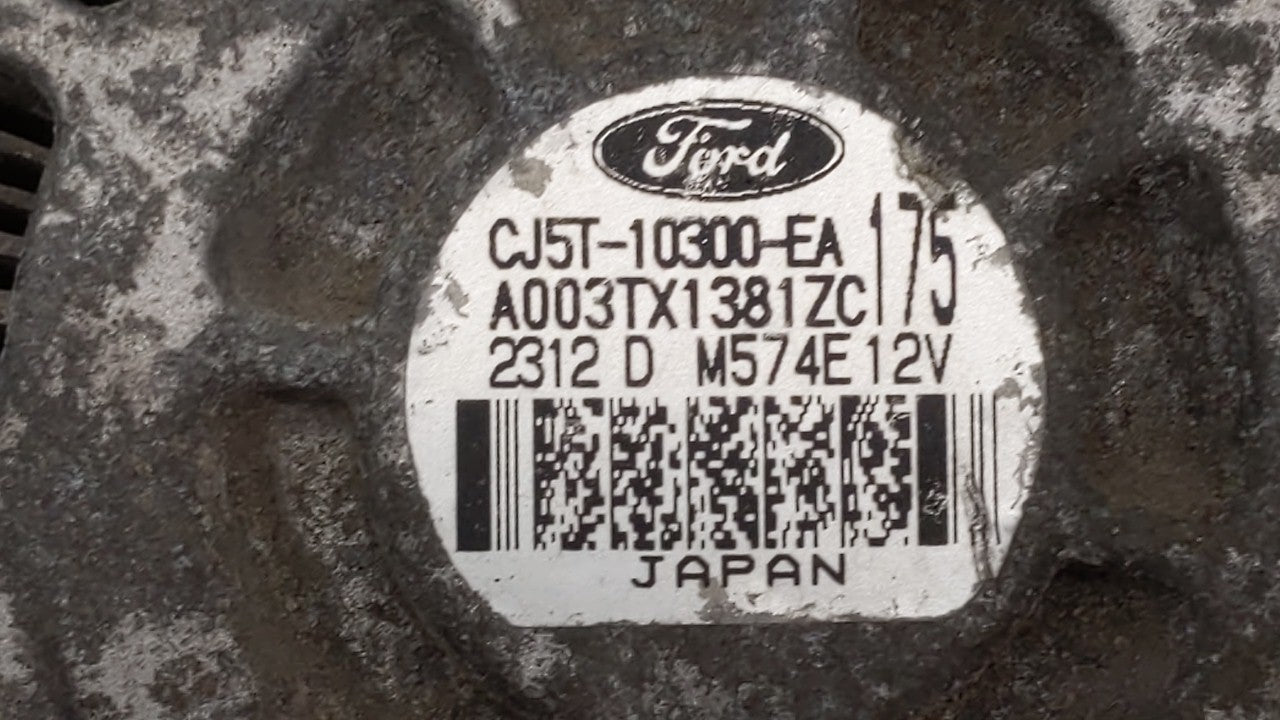 Ford
CJ5T-10300-EA 175
A003TX1381ZC
2312 D M574E 12V
JAPAN